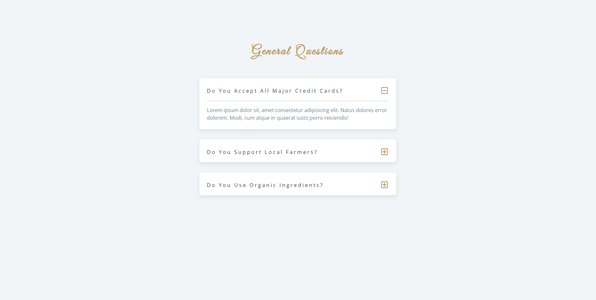 General Questions
Do You Accept All Major Credit Cards?
Lorem ipsum dolor sit, amet consectetur adipisicing elit. Natus dolores error
dolorem. Modi, cum atque in quaerat iusto porro reiciendis!
Do You Support Local Farmers?
Do You Use Organic Ingredients?